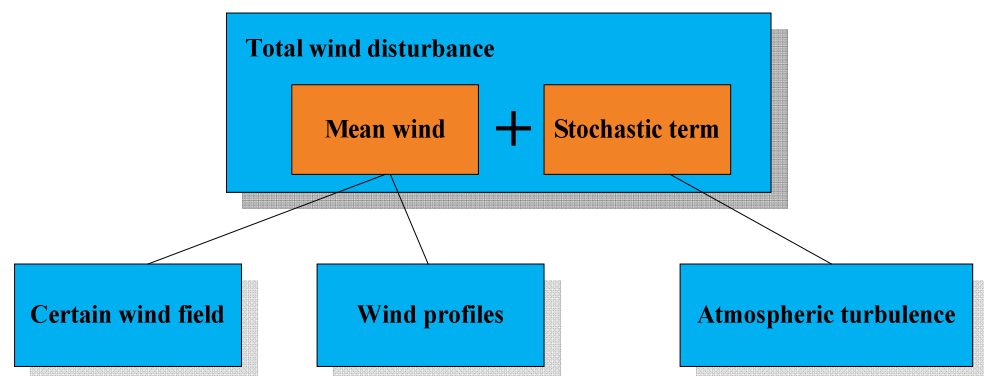 Total wind disturbance
Mean wind + Stochastic term
Certain wind field
Wind profiles
Atmospheric turbulence